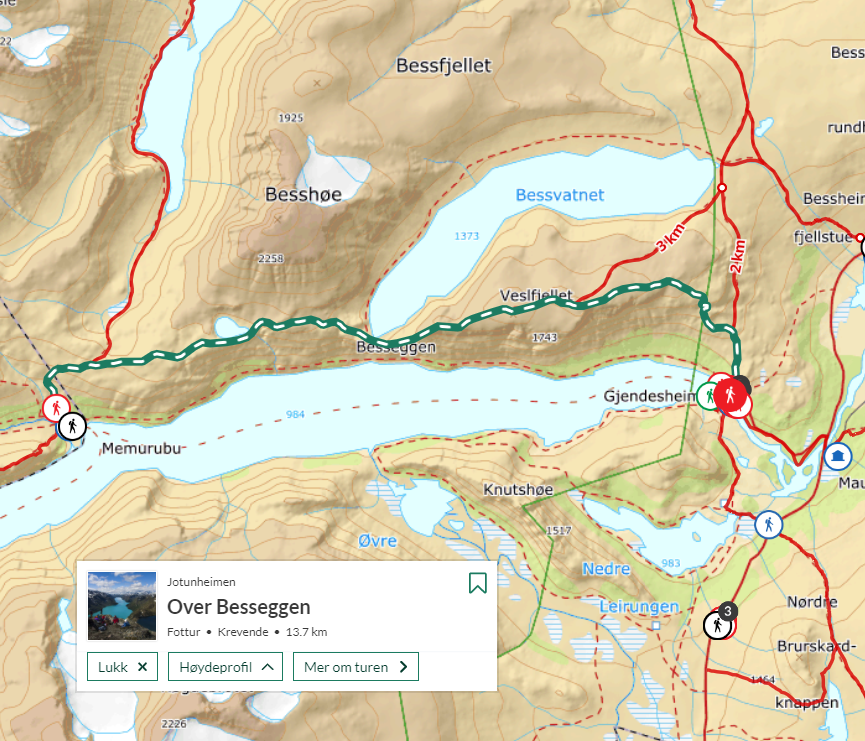 22
Bessfjellet
Bess
1925
rundh
Besshøe
Bessvatnet
Besshein
1373
3 km
2 km
fjellstue
2258
Veslfjellet
1743
Besseggen
984
Gjendesheim
Memurubu
Mau
Knutshøe
1517
Øvre
Nedre
983
Leirungen
Jotunheimen
Over Besseggen
Fottur • Krevende • 13.7 km
Lukk
Høydeprofil
Mer om turen
3
Nørdre
Brurskard-
1464
knappen
2226